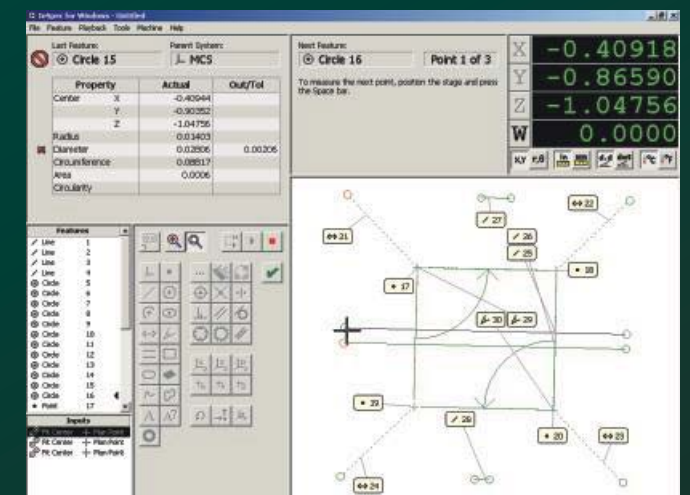 for Windows - Untitled
File Feature Playback Tools Machine Help
Last Feature:
Parent System:
Circle 15
MCS
Property Actual Out/Tol
Center X -0.40944
Y -0.90352
Z -1.04756
Radius 0.01403
Diameter 0.02806 0.00206
Circumference 0.08817
Area 0.0006
Circularity
Next Feature:
Circle 16
Point 1 of 3
To measure the next point, position the stage and press
the Space bar.
X -0.40918
Y -0.86590
Z -1.04756
W 0.0000
X,Y r,θ in mm d.d dms °C °F
Features
Line 1
Line 2
Line 3
Line 4
Circle 5
Circle 6
Circle 7
Circle 8
Circle 9
Circle 10
Circle 11
Circle 12
Circle 13
Circle 14
Circle 15
Circle 16
Point 17
Inputs
Fit Center Plan Point
Fit Center Plan Point
Fit Center Plan Point
22
27
21
26
25
18
17
30
29
19
28
20
23
24